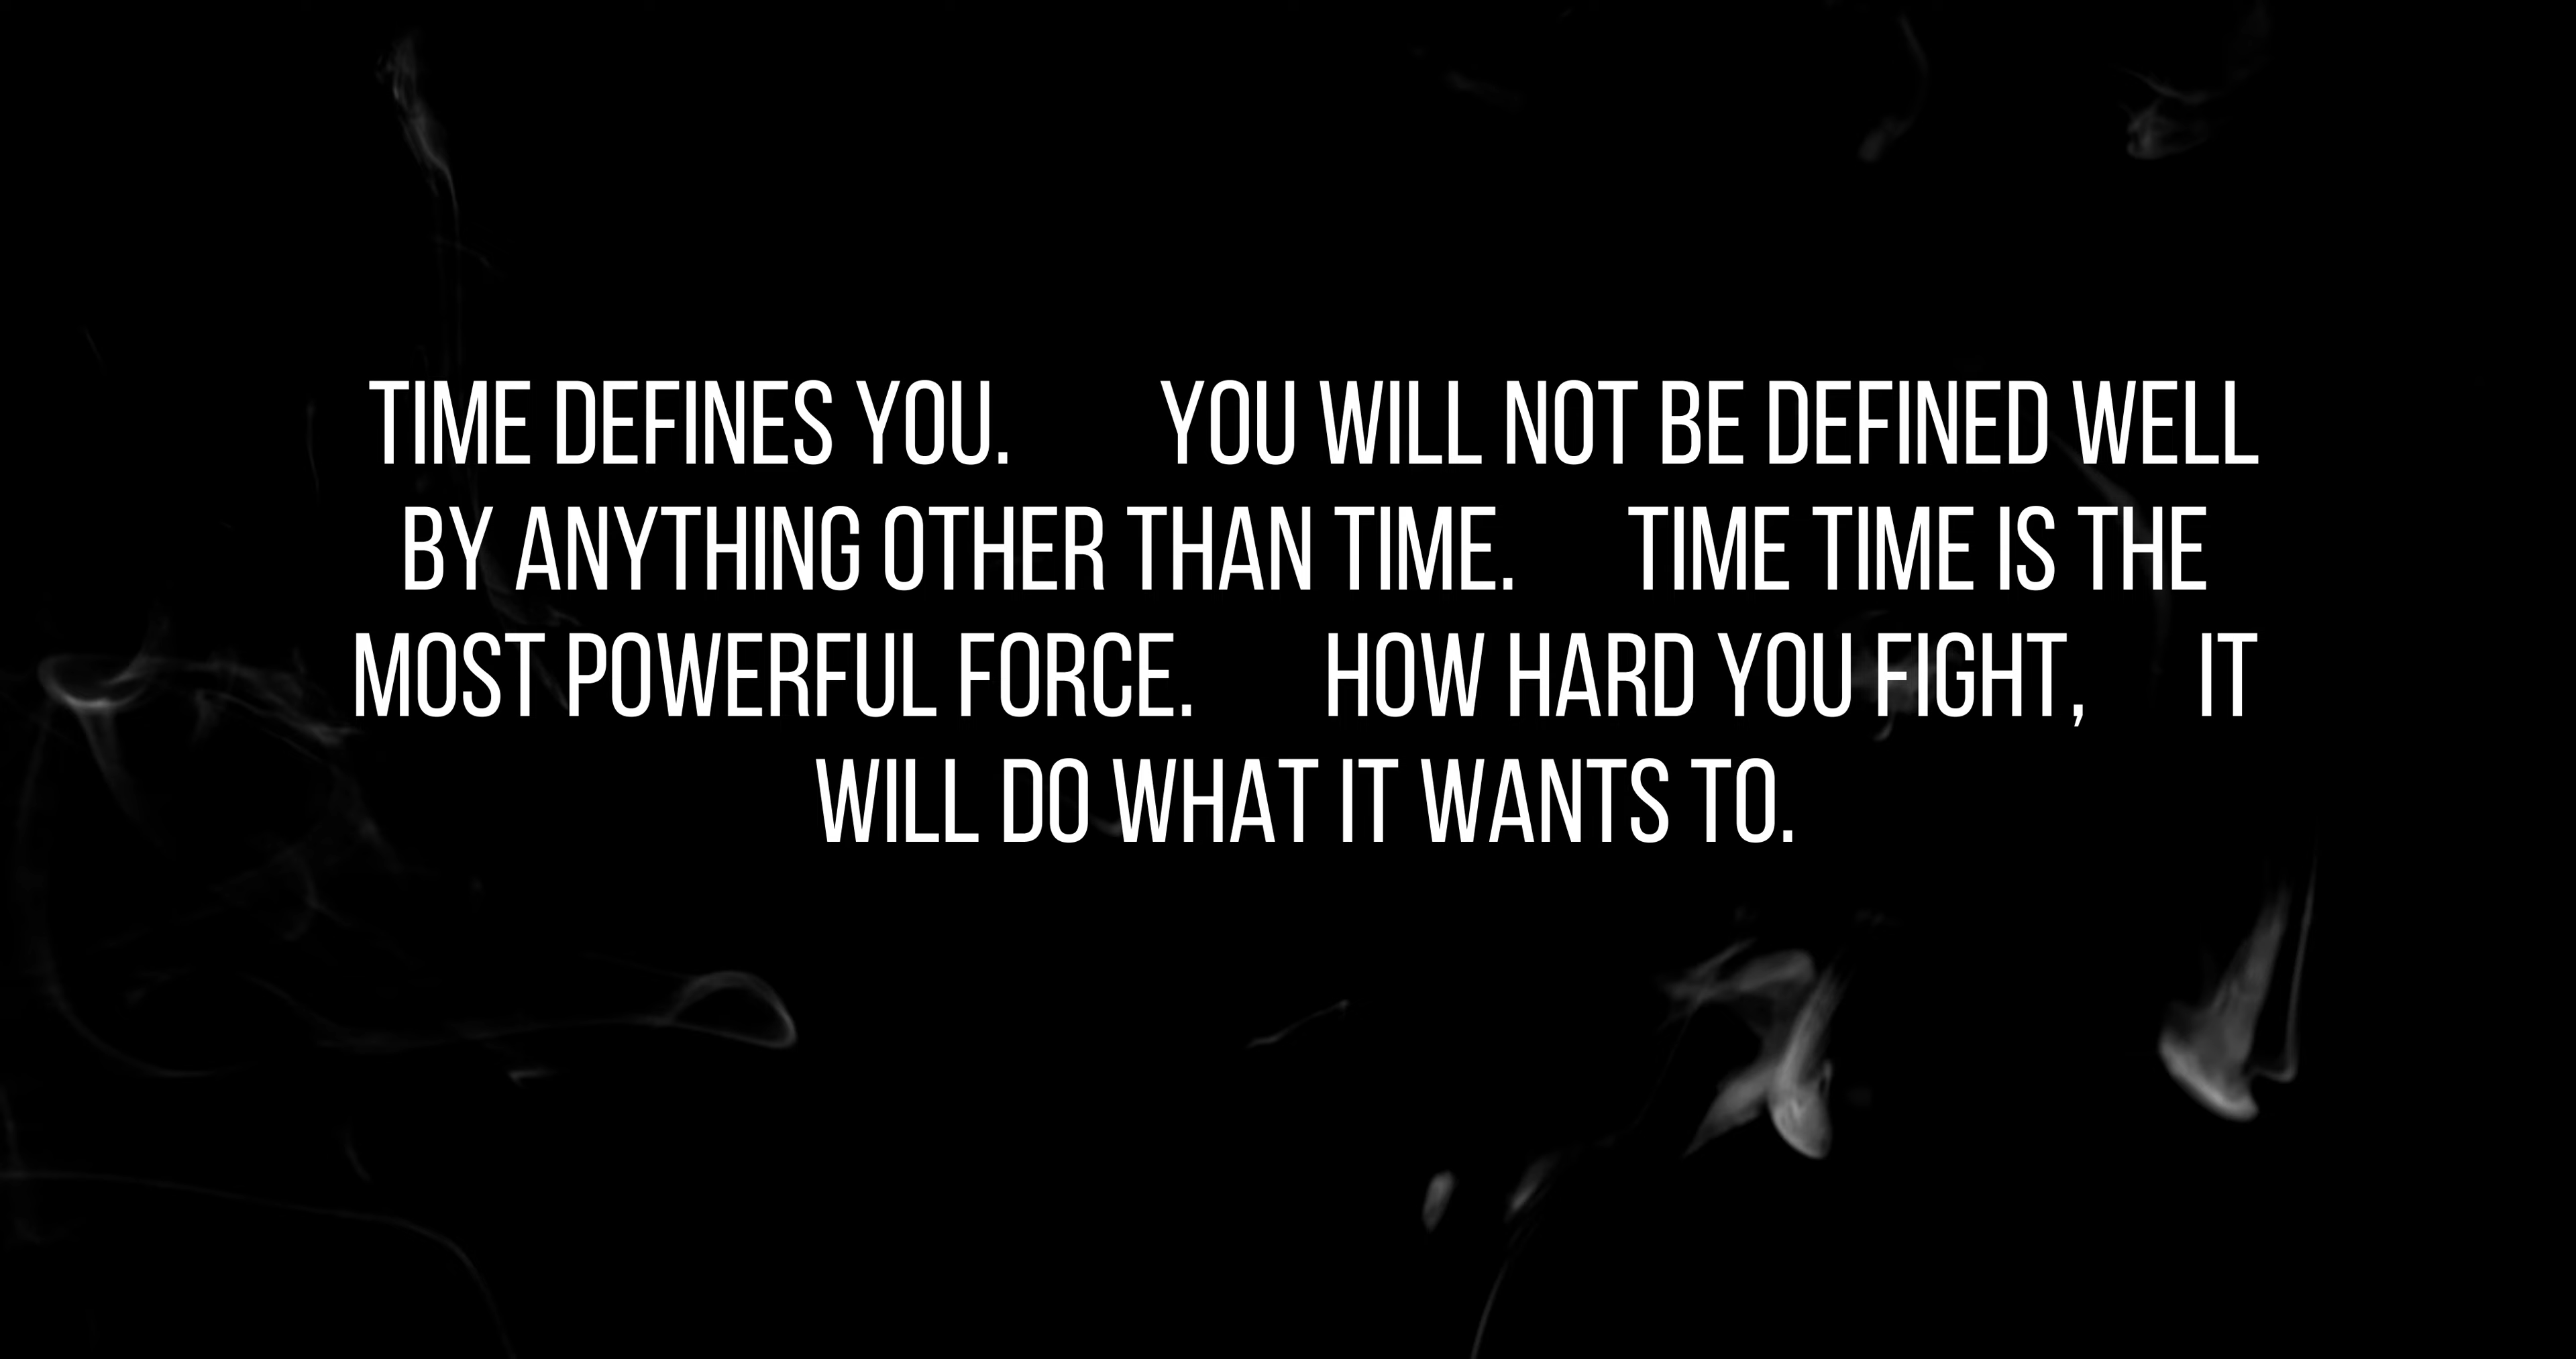 TIME DEFINES YOU. YOU WILL NOT BE DEFINED WELL
BY ANYTHING OTHER THAN TIME. TIME TIME IS THE
MOST POWERFUL FORCE. HOW HARD YOU FIGHT, IT
WILL DO WHAT IT WANTS TO.